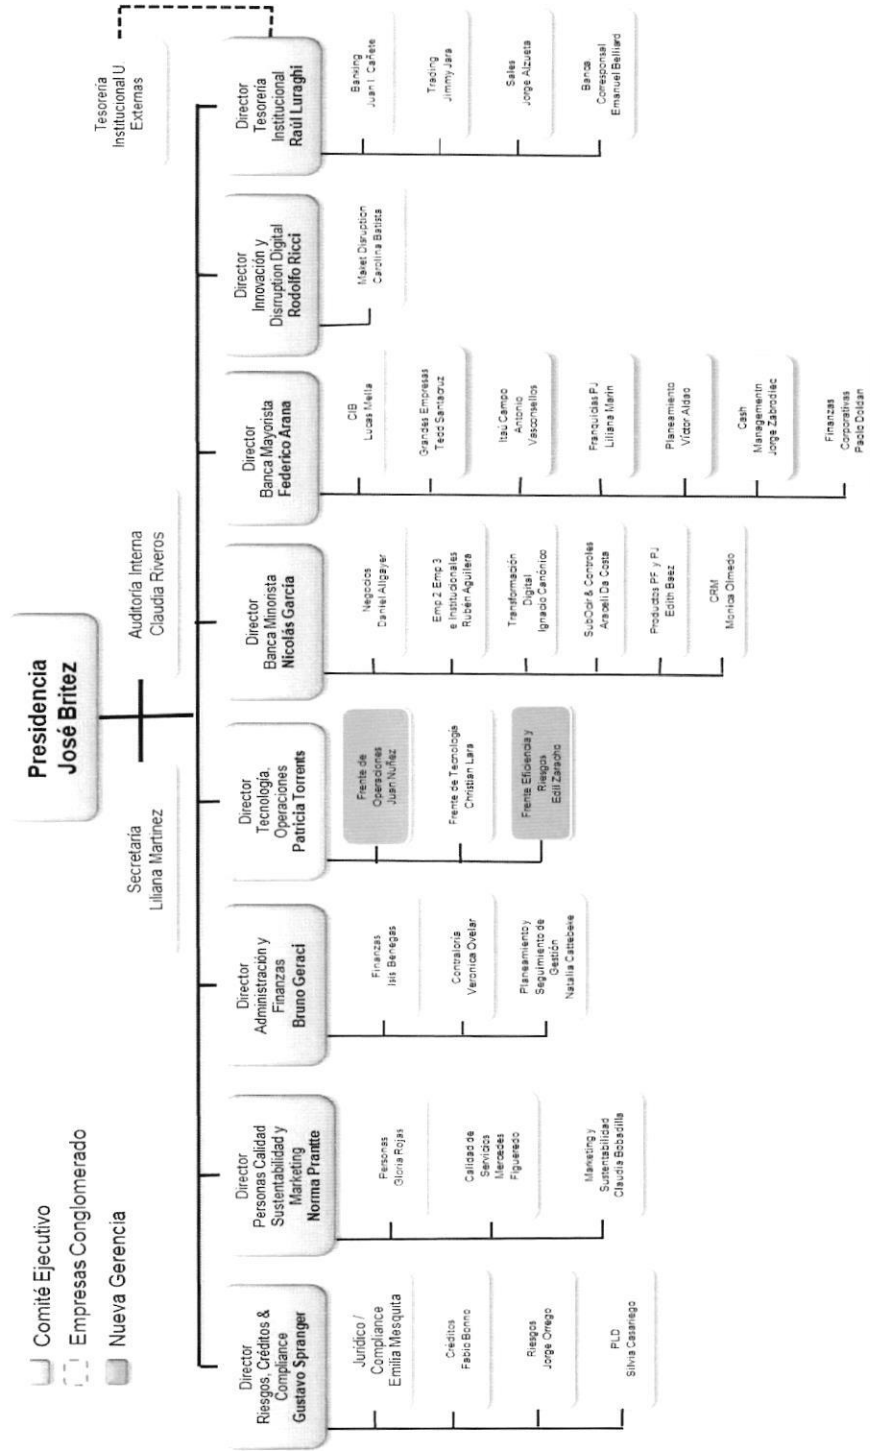 Presidencia
José Britez
Secretaría
Liliana Martinez
Auditoría Interna
Claudia Riveros
Tesorería
Institucional U
Externas
Comité Ejecutivo
Empresas Conglomerado
Nueva Gerencia
Director
Riesgos, Créditos &
Compliance
Gustavo Spranger
Jurídico /
Compliance
Emilia Mesquita
Créditos
Fabio Bonno
Riesgos
Jorge Orrego
PLD
Silvia Casariego
Director
Personas Calidad
Sustentabilidad y
Marketing
Norma Prantte
Personas
Gloria Rojas
Calidad de
Servicios
Mercedes
Figueredo
Marketing y
Sustentabilidad
Claudia Bobadilla
Director
Administración y
Finanzas
Bruno Geraci
Finanzas
Isis Benegas
Contraloría
Veronica Ovelar
Planeamiento y
Seguimiento de
Gestión
Natalia Cattebeke
Director
Tecnología,
Operaciones
Patricia Torrents
Frente de
Operaciones
Juan Nuñez
Frente de Tecnología
Christian Lara
Frente Eficiencia y
Riesgos
Edil Zaracho
Director
Banca Minorista
Nicolás García
Negocios
Daniel Allgayer
Emp 2 Emp 3
e Institucionales
Rubén Aguilera
Transformación
Digital
Ignacio Canónico
SubDcir & Controles
Araceli Da Costa
Productos PF y PJ
Edith Baez
CRM
Monica Olmedo
Director
Banca Mayorista
Federico Arana
CIB
Lucas Mella
Grandes Empresas
Tedd Santacruz
Itaú Campo
Antonio
Vasconsellos
Franquicias PJ
Liliana Marin
Planeamiento
Víctor Aldao
Cash
Managementn
Jorge Zabrodiec
Finanzas
Corporativas
Paolo Doldan
Director
Innovación y
Disrruption Digital
Rodolfo Ricci
Maket Disruption
Carolina Batista
Director
Tesorería
Institucional
Raúl Luraghi
Banking
Juan I. Cañete
Trading
Jimmy Jara
Sales
Jorge Alzueta
Banca
Corresponsal
Emanuel Belliard